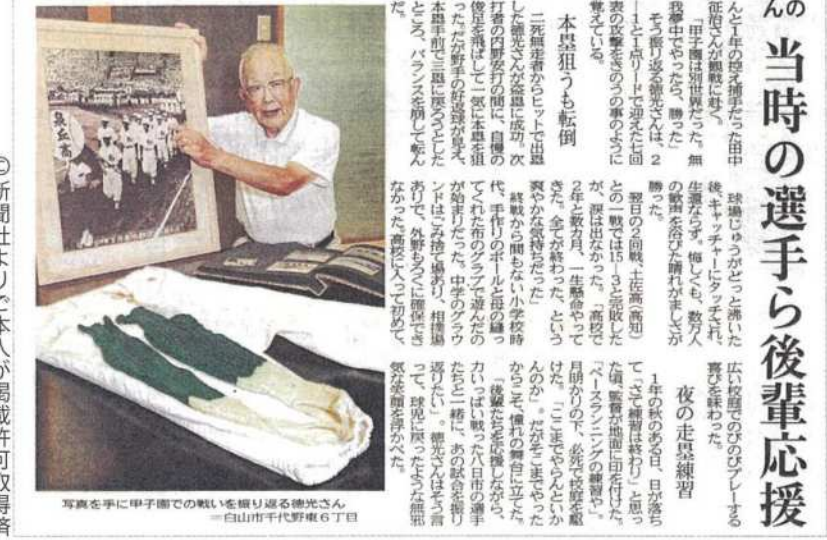 んの
当時の選手ら後輩応援
んと1年の控え捕手だった田中
征治さんが観戦に赴く。
「甲子園は別世界だった。無
我夢中でやったら、勝った」
そう振り返る徳光さんは、2
―1と1点リードで迎えた七回
表の攻撃をきのうの事のように
覚えている。
本塁狙うも転倒
二死無走者からヒットで出塁
した徳光さんが盗塁に成功。次
打者の内野安打の間に、自慢の
俊足を飛ばして一気に本塁を狙
った。だが野手の好返球が見え、
本塁手前で三塁に戻ろうとした
ところ、バランスを崩して転ん
だ。
球場じゅうがどっと沸いた
後、キャッチャーにタッチされ、
生還ならず。悔しくも、数万人
の歓声を浴びた晴れがましさが
勝った。
翌日の2回戦、土佐高(高知)
との一戦では15―3と完敗した
が、涙は出なかった。「高校で
2年と数カ月、一生懸命やって
きた。全てが終わった、という
爽やかな気持ちだった」
終戦から間もない小学校時
代、手作りのボールと母の縫っ
てくれた布のグラブで遊んだの
が始まりだった。中学のグラウ
ンドはごみ捨て場あり、相撲場
ありで、外野もろくに確保でき
なかった。高校に入って初めて、
広い校庭でのびのびプレーする
喜びを味わった。
夜の走塁練習
1年の秋のある日、日が落ち
て「さて練習は終わり」と思っ
た頃、監督が地面に印を付けた。
「ベースランニングの練習や」。
月明かりの下、必死で校庭を駆
けた。「ここまでやらんといか
んのか」。だがそこまでやった
からこそ、憧れの舞台に立てた。
「後輩たちを応援しながら、
力いっぱい戦った八日市の選手
たちと一緒に、あの試合を振り
返りたい」。徳光さんはそう言
って、球児に戻ったような無邪
気な笑顔を浮かべた。
泉丘高
写真を手に甲子園での戦いを振り返る徳光さん
=白山市千代野東6丁目
©新聞社よりご本人が掲載許可取得済